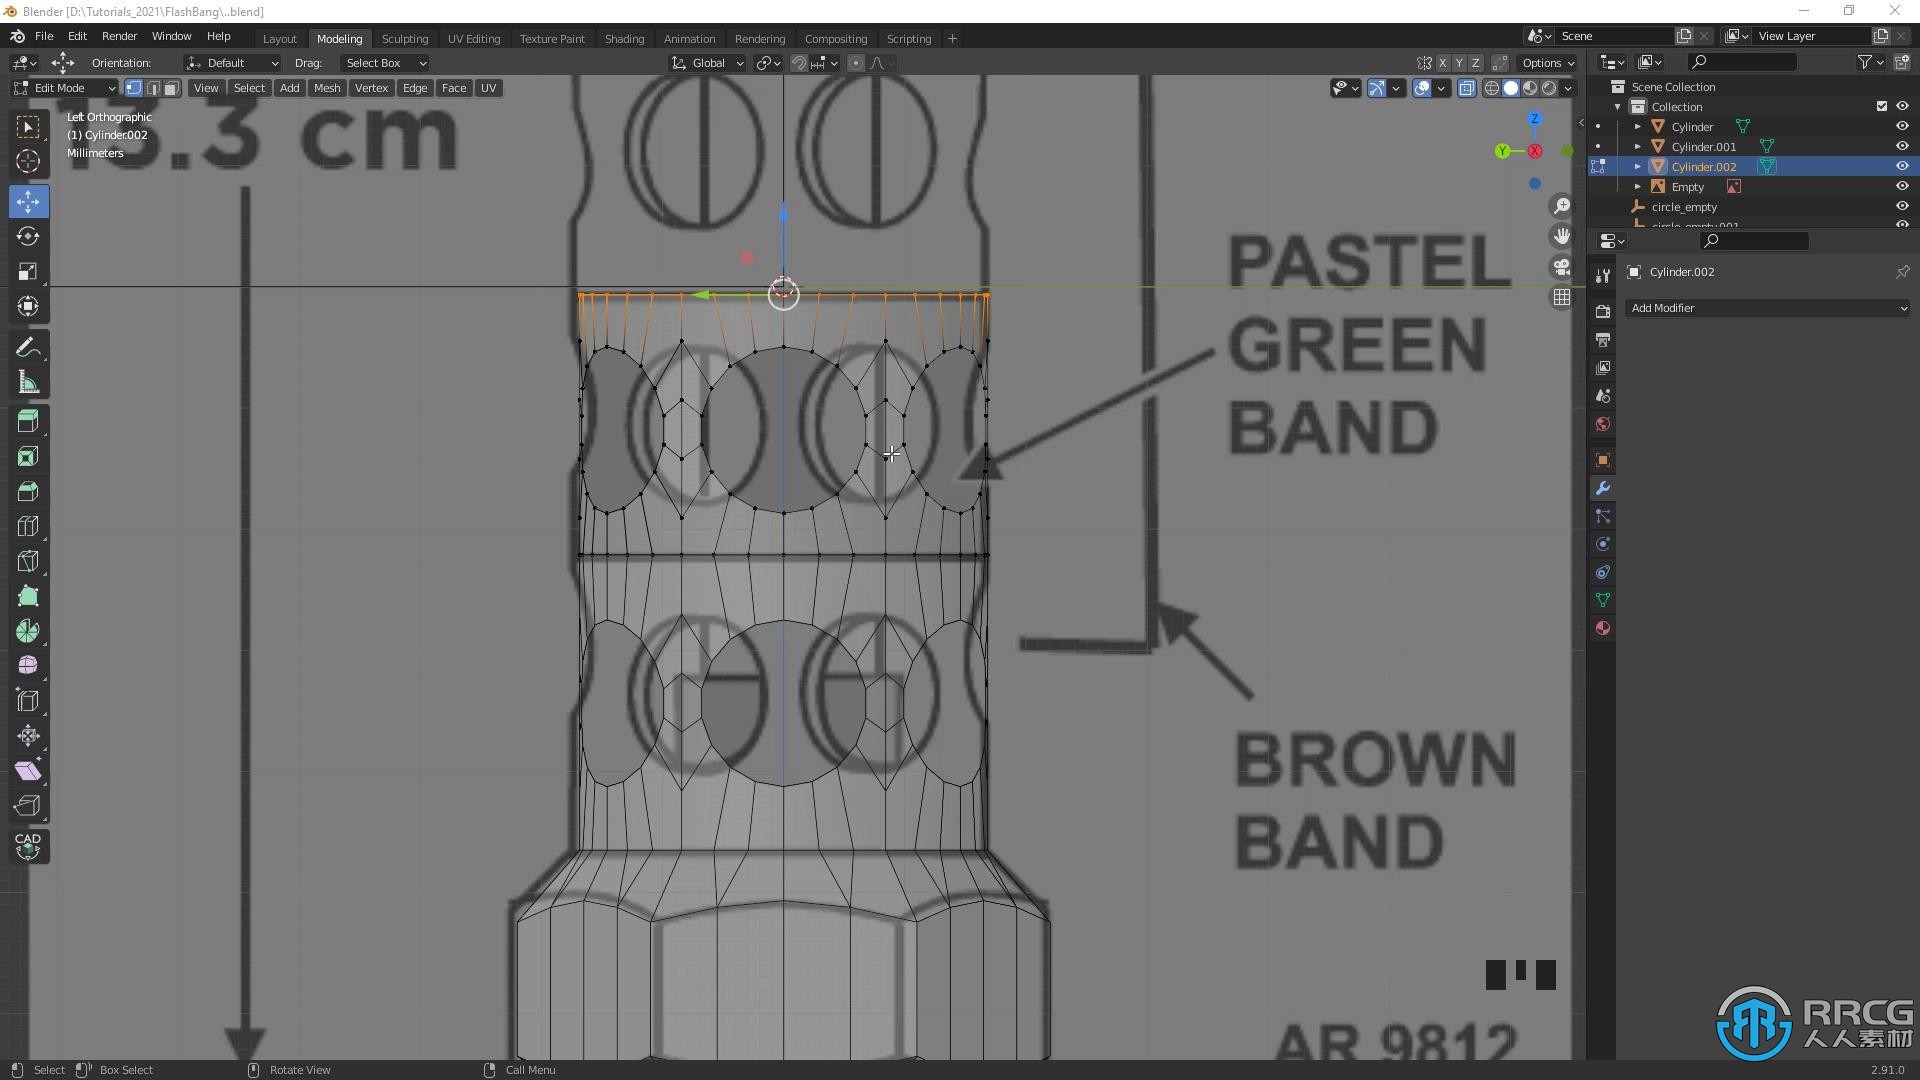 Blender [D:\Tutorials_2021\FlashBang\..blend]
File Edit Render Window Help Layout Modeling Sculpting UV Editing Texture Paint Shading Animation Rendering Compositing Scripting Scene View Layer
Orientation: Default Drag: Select Box Global X Y Z Options
Edit Mode View Select Add Mesh Vertex Edge Face UV
Left Orthographic
(1) Cylinder.002
Millimeters
15.3 cm
Z
Y
X
Scene Collection
Collection
Cylinder
Cylinder.001
Cylinder.002
Empty
circle_empty
circle_empty.001
Cylinder.002
Add Modifier
PASTEL
GREEN
BAND
BROWN
BAND
AR 9812
CAD
RRCG
人人素材
Select Box Select Rotate View Call Menu 2.91.0